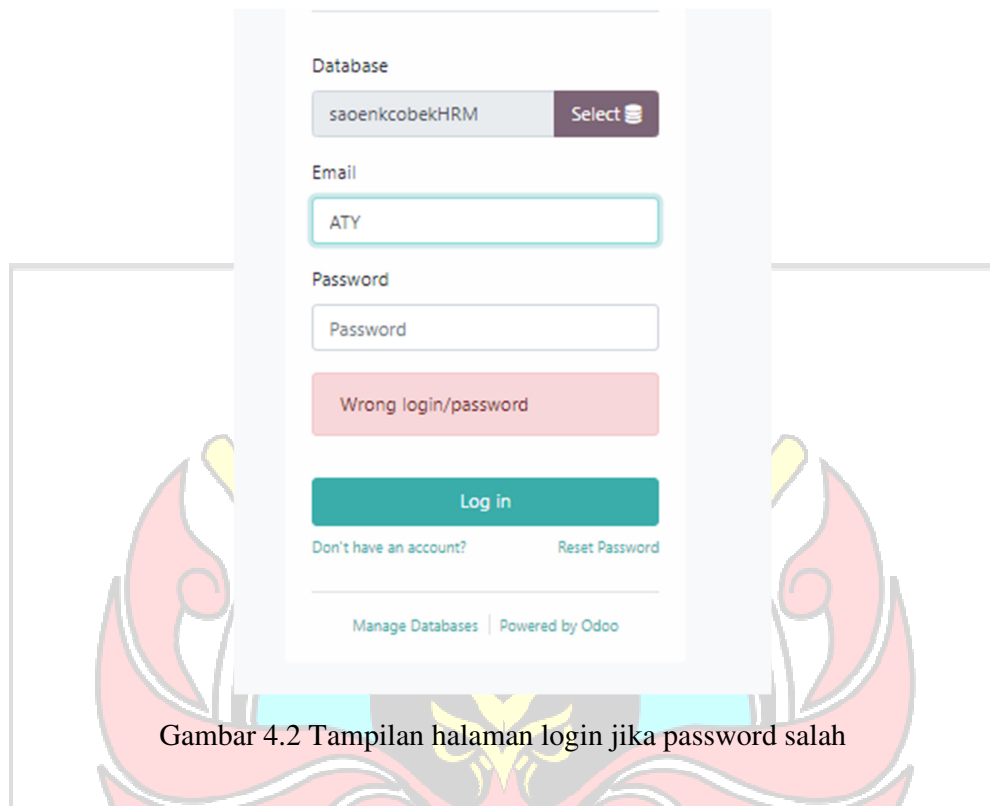 Database
saoenkcobekHRM Select
Email
ATY
Password
Password
Wrong login/password
Log in
Don't have an account? Reset Password
Manage Databases | Powered by Odoo
Gambar 4.2 Tampilan halaman login jika password salah